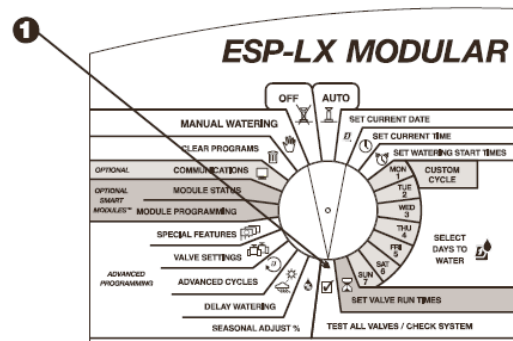 1
ESP-LX MODULAR
OFF
AUTO
MANUAL WATERING
SET CURRENT DATE
CLEAR PROGRAMS
SET CURRENT TIME
OPTIONAL
COMMUNICATIONS
SET WATERING START TIMES
OPTIONAL
SMART
MODULES™
MODULE STATUS
MODULE PROGRAMMING
MON
1
CUSTOM
CYCLE
TUE
2
WED
3
THU
4
FRI
5
SAT
6
SUN
7
SELECT
DAYS TO
WATER
SPECIAL FEATURES
VALVE SETTINGS
ADVANCED
PROGRAMMING
ADVANCED CYCLES
DELAY WATERING
SET VALVE RUN TIMES
SEASONAL ADJUST %
TEST ALL VALVES / CHECK SYSTEM